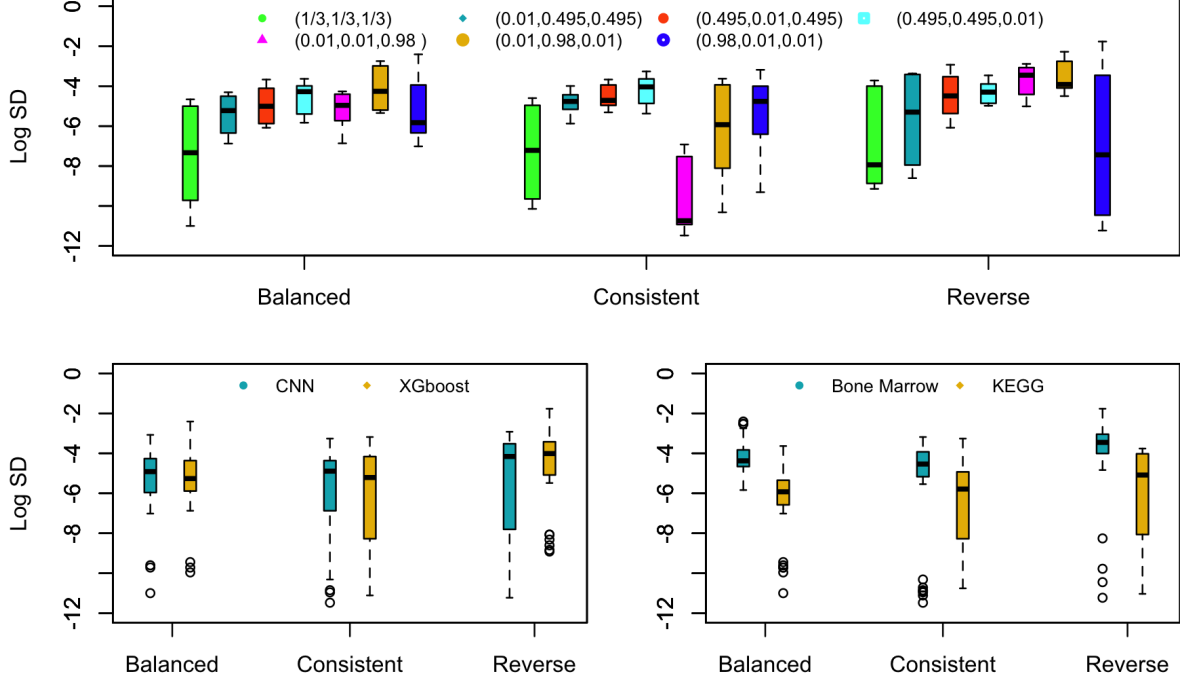 0
-2
-4
-6
-8
-12
Log SD
(1/3,1/3,1/3) (0.01,0.495,0.495) (0.495,0.01,0.495) (0.495,0.495,0.01)
(0.01,0.01,0.98 ) (0.01,0.98,0.01) (0.98,0.01,0.01)
Balanced Consistent Reverse
0
-2
-4
-6
-8
-12
Log SD
CNN XGboost
Balanced Consistent Reverse
0
-2
-4
-6
-8
-12
Bone Marrow KEGG
Balanced Consistent Reverse